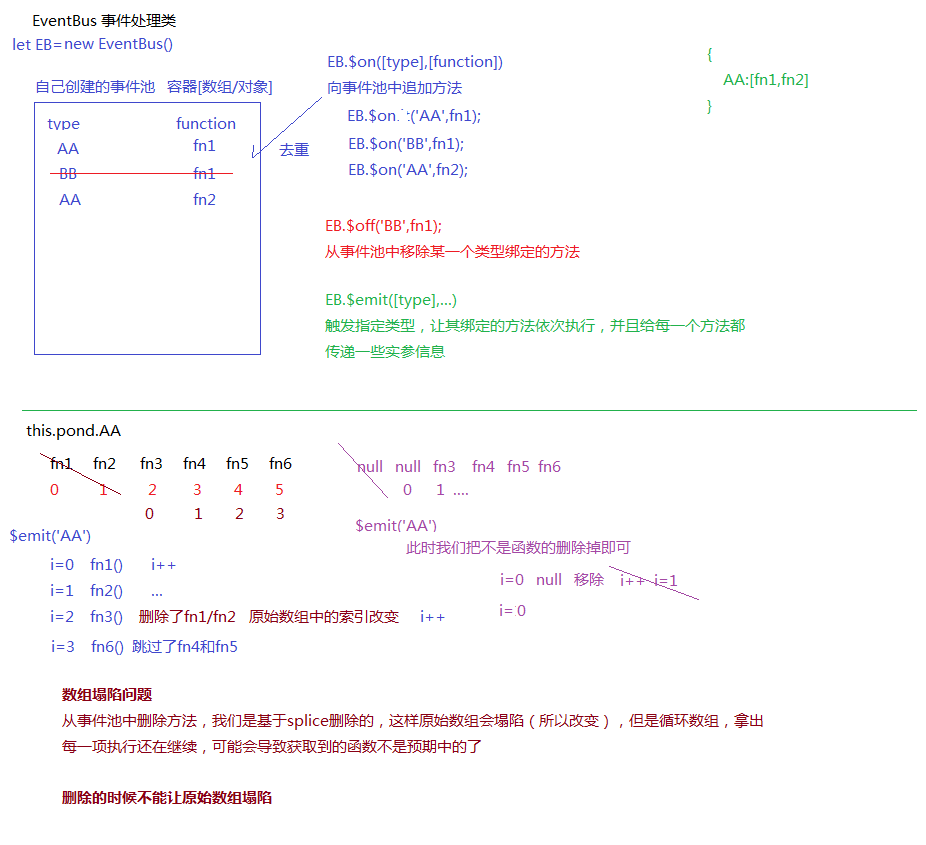 EventBus 事件处理类
let EB=new EventBus()
EB.$on([type],[function])
向事件池中追加方法
EB.$on('AA',fn1);
EB.$on('BB',fn1);
EB.$on('AA',fn2);
{
AA:[fn1,fn2]
}
自己创建的事件池 容器[数组/对象]
type function
AA fn1
BB fn1
AA fn2
去重
EB.$off('BB',fn1);
从事件池中移除某一个类型绑定的方法
EB.$emit([type],...)
触发指定类型，让其绑定的方法依次执行，并且给每一个方法都
传递一些实参信息
this.pond.AA
fn1 fn2 fn3 fn4 fn5 fn6
0 1 2 3 4 5
0 1 2 3
$emit('AA')
i=0 fn1() i++
i=1 fn2() ...
i=2 fn3() 删除了fn1/fn2 原始数组中的索引改变 i++
i=3 fn6() 跳过了fn4和fn5
null null fn3 fn4 fn5 fn6
0 1 ....
$emit('AA')
此时我们把不是函数的删除掉即可
i=0 null 移除 i++ i=1
i=0
数组塌陷问题
从事件池中删除方法，我们是基于splice删除的，这样原始数组会塌陷（所以改变），但是循环数组，拿出
每一项执行还在继续，可能会导致获取到的函数不是预期中的了
删除的时候不能让原始数组塌陷